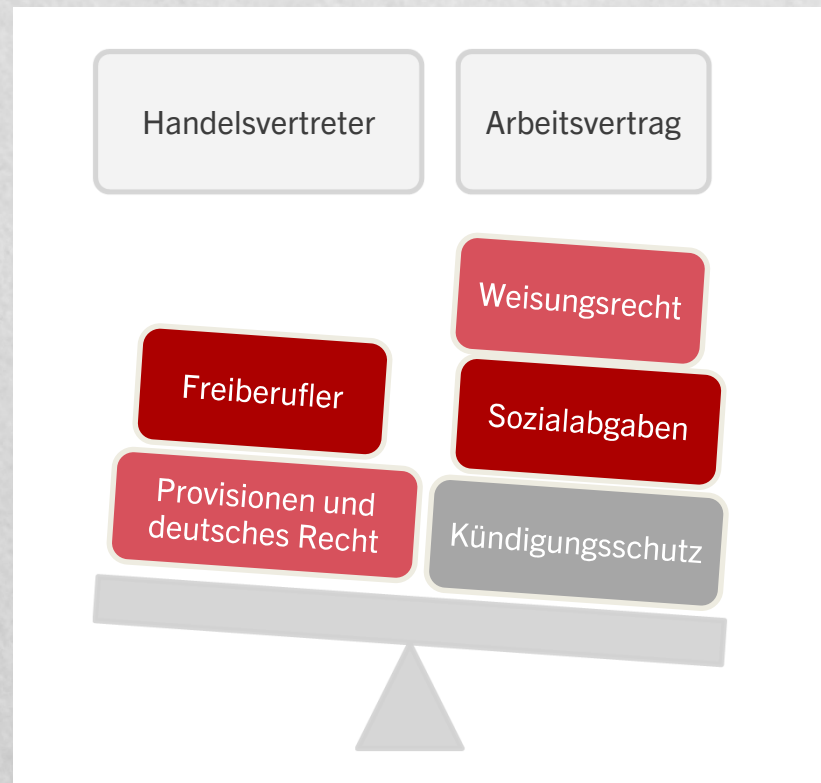 Handelsvertreter
Arbeitsvertrag
Freiberufler
Provisionen und
deutsches Recht
Weisungsrecht
Sozialabgaben
Kündigungsschutz